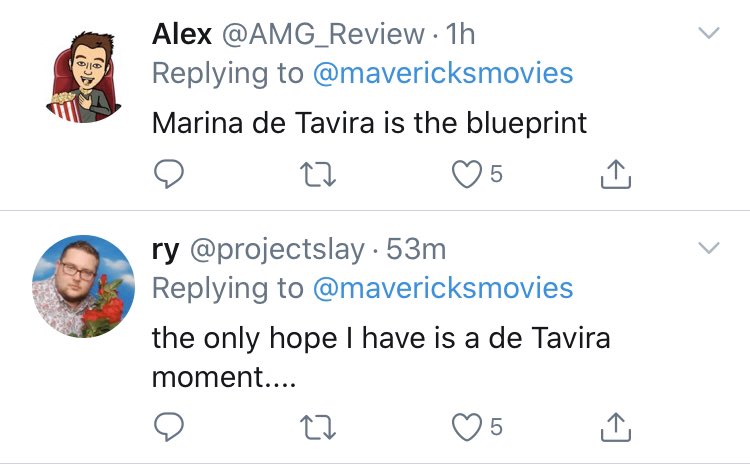 Alex @AMG_Review · 1h
Replying to @mavericksmovies
Marina de Tavira is the blueprint
5
ry @projectslay · 53m
Replying to @mavericksmovies
the only hope I have is a de Tavira
moment....
5